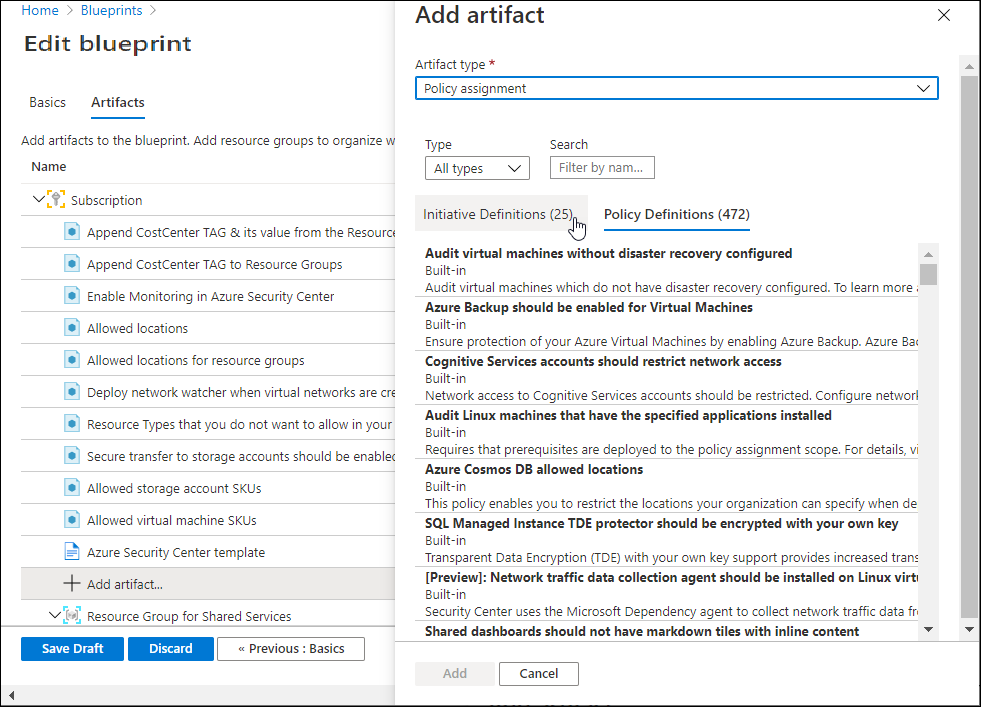 Home > Blueprints >
Edit blueprint
Basics
Artifacts
Add artifacts to the blueprint. Add resource groups to organize w
Name
Subscription
Append CostCenter TAG & its value from the Resource
Append CostCenter TAG to Resource Groups
Enable Monitoring in Azure Security Center
Allowed locations
Allowed locations for resource groups
Deploy network watcher when virtual networks are cre
Resource Types that you do not want to allow in your
Secure transfer to storage accounts should be enabled
Allowed storage account SKUs
Allowed virtual machine SKUs
Azure Security Center template
Add artifact...
Resource Group for Shared Services
Save Draft
Discard
« Previous : Basics
Add artifact
Artifact type *
Policy assignment
Type
Search
All types
Filter by nam...
Initiative Definitions (25)
Policy Definitions (472)
Audit virtual machines without disaster recovery configured
Built-in
Audit virtual machines which do not have disaster recovery configured. To learn more a
Azure Backup should be enabled for Virtual Machines
Built-in
Ensure protection of your Azure Virtual Machines by enabling Azure Backup. Azure Bac
Cognitive Services accounts should restrict network access
Built-in
Network access to Cognitive Services accounts should be restricted. Configure network
Audit Linux machines that have the specified applications installed
Built-in
Requires that prerequisites are deployed to the policy assignment scope. For details, vi
Azure Cosmos DB allowed locations
Built-in
This policy enables you to restrict the locations your organization can specify when de
SQL Managed Instance TDE protector should be encrypted with your own key
Built-in
Transparent Data Encryption (TDE) with your own key support provides increased trans
[Preview]: Network traffic data collection agent should be installed on Linux virtu
Built-in
Security Center uses the Microsoft Dependency agent to collect network traffic data fr
Shared dashboards should not have markdown tiles with inline content
Add
Cancel